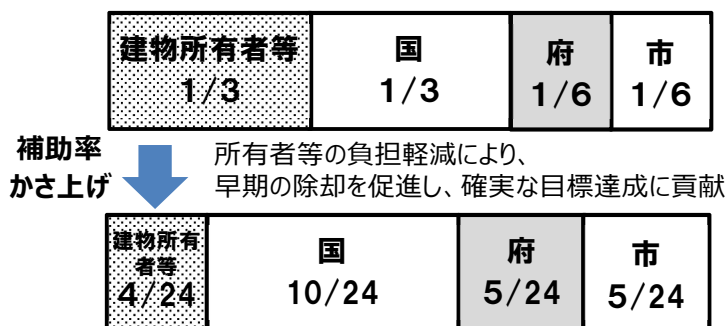 建物所有者等 国 府 市
1/3 1/3 1/6 1/6
補助率
かさ上げ
所有者等の負担軽減により、
早期の除却を促進し、確実な目標達成に貢献
建物所有
者等 国 府 市
4/24 10/24 5/24 5/24